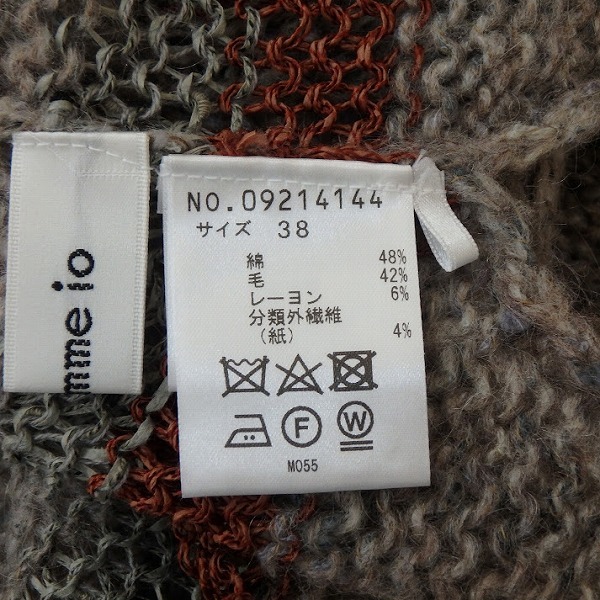 mme io
NO.09214144
サイズ 38
綿 48%
毛 42%
レーヨン 6%
分類外繊維
(紙) 4%
F W
M055